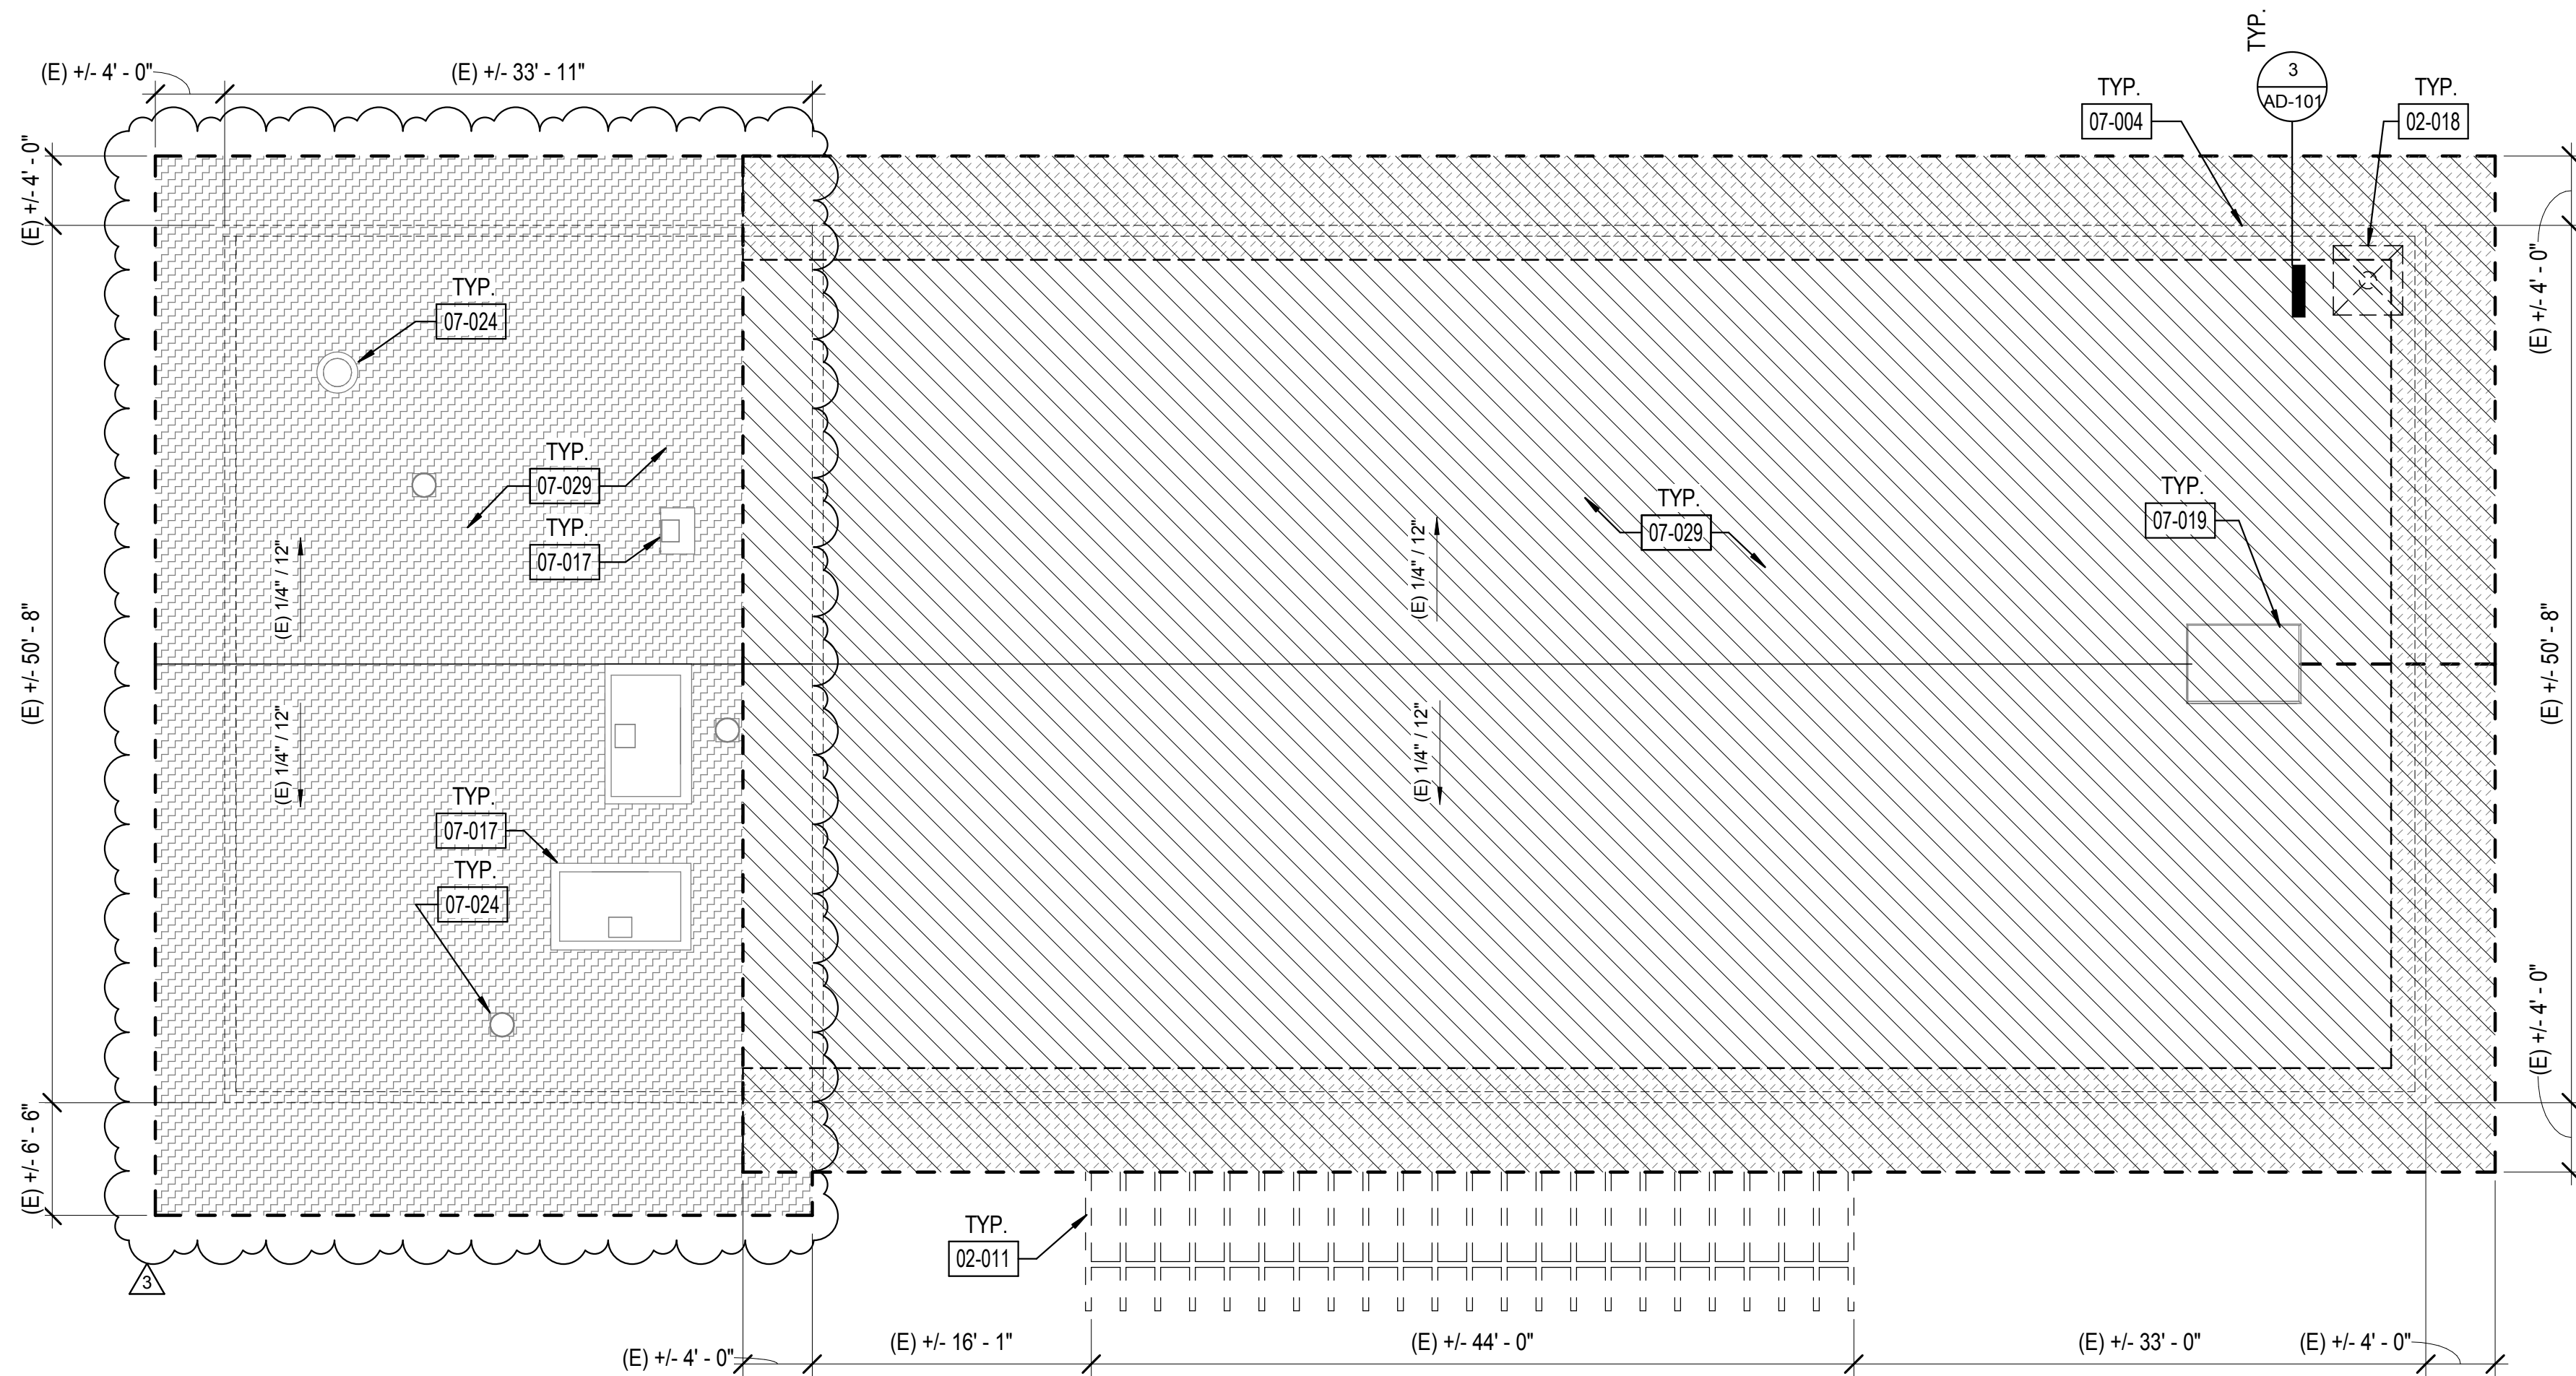 TYP.
3
AD-101
(E) +/- 4' - 0"
(E) +/- 33' - 11"
TYP.
07-004
TYP.
02-018
(E) +/- 4' - 0"
(E) +/- 4' - 0"
TYP.
07-024
TYP.
07-029
TYP.
07-017
TYP.
07-029
TYP.
07-019
(E) 1/4" / 12"
(E) 1/4" / 12"
(E) +/- 50' - 8"
(E) +/- 50' - 8"
(E) 1/4" / 12"
(E) 1/4" / 12"
TYP.
07-017
TYP.
07-024
(E) +/- 4' - 0"
(E) +/- 6' - 6"
TYP.
02-011
3
(E) +/- 4' - 0"
(E) +/- 16' - 1"
(E) +/- 44' - 0"
(E) +/- 33' - 0"
(E) +/- 4' - 0"